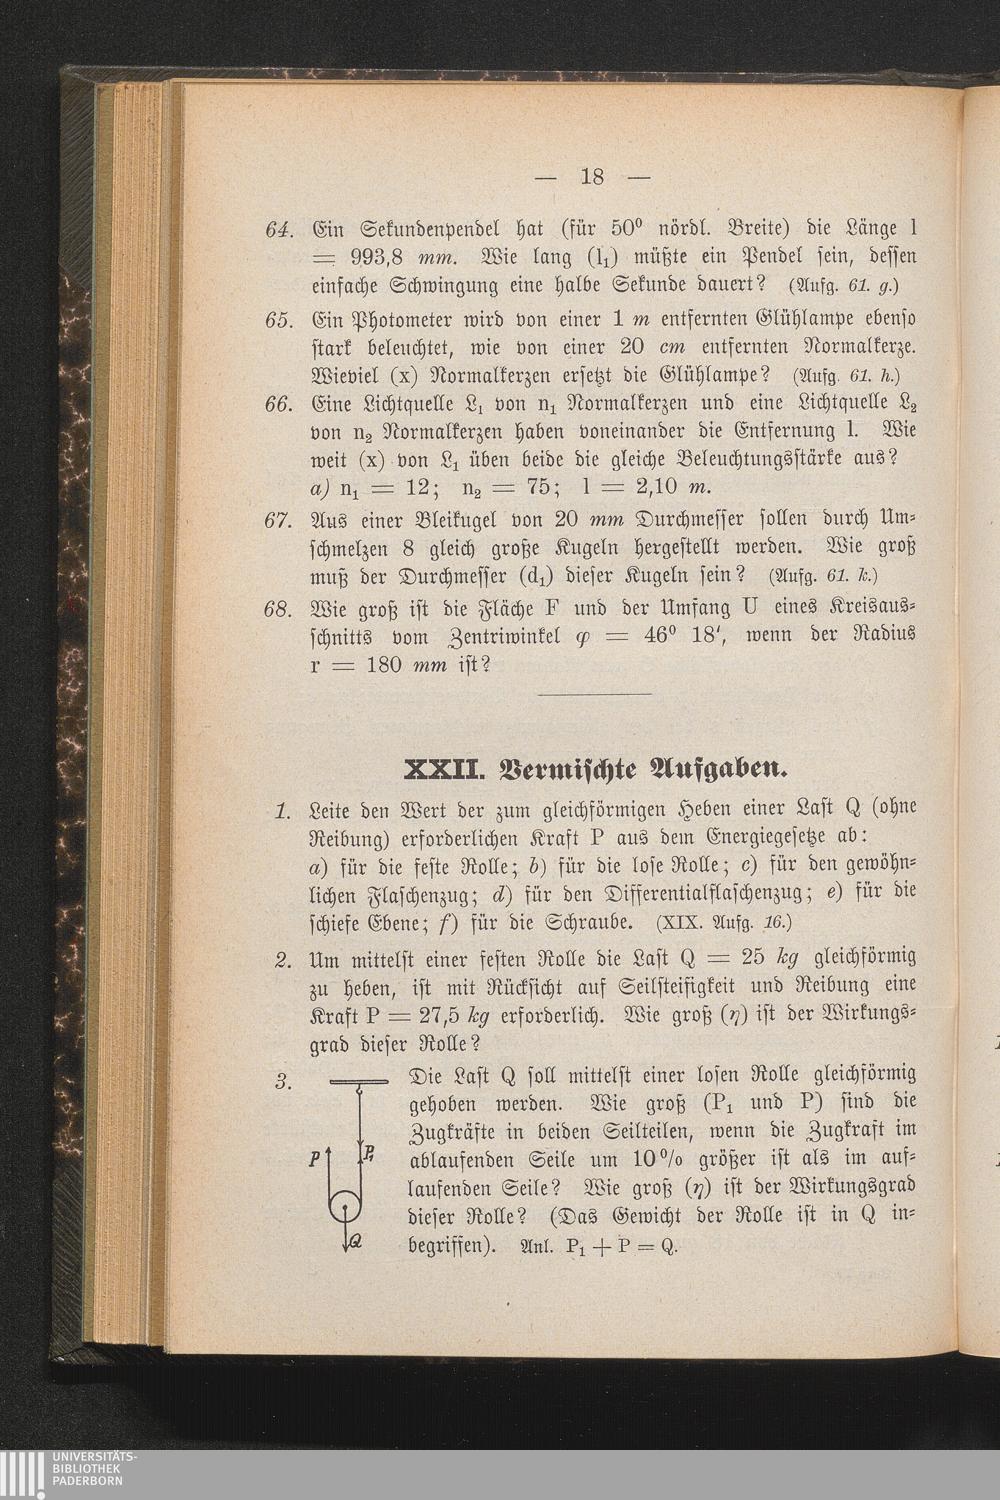 — 18 —
64. Ein Sekundenpendel hat (für 50⁰ nördl. Breite) die Länge l
= 993,8 mm. Wie lang (l₁) müßte ein Pendel sein, dessen
einfache Schwingung eine halbe Sekunde dauert? (Aufg. 61. g.)
65. Ein Photometer wird von einer 1 m entfernten Glühlampe ebenso
stark beleuchtet, wie von einer 20 cm entfernten Normalkerze.
Wieviel (x) Normalkerzen ersetzt die Glühlampe? (Aufg. 61. h.)
66. Eine Lichtquelle L₁ von n₁ Normalkerzen und eine Lichtquelle L₂
von n₂ Normalkerzen haben voneinander die Entfernung l. Wie
weit (x) von L₁ üben beide die gleiche Beleuchtungsstärke aus?
a) n₁ = 12; n₂ = 75; l = 2,10 m.
67. Aus einer Bleikugel von 20 mm Durchmesser sollen durch Um-
schmelzen 8 gleich große Kugeln hergestellt werden. Wie groß
muß der Durchmesser (d₁) dieser Kugeln sein? (Aufg. 61. k.)
68. Wie groß ist die Fläche F und der Umfang U eines Kreisaus-
schnitts vom Zentriwinkel φ = 46⁰ 18′, wenn der Radius
r = 180 mm ist?
XXII. Vermischte Aufgaben.
1. Leite den Wert der zum gleichförmigen Heben einer Last Q (ohne
Reibung) erforderlichen Kraft P aus dem Energiegesetze ab:
a) für die feste Rolle; b) für die lose Rolle; c) für den gewöhn-
lichen Flaschenzug; d) für den Differentialflaschenzug; e) für die
schiefe Ebene; f) für die Schraube. (XIX. Aufg. 16.)
2. Um mittelst einer festen Rolle die Last Q = 25 kg gleichförmig
zu heben, ist mit Rücksicht auf Seilsteifigkeit und Reibung eine
Kraft P = 27,5 kg erforderlich. Wie groß (η) ist der Wirkungs-
grad dieser Rolle?
3. Die Last Q soll mittelst einer losen Rolle gleichförmig
gehoben werden. Wie groß (P₁ und P) sind die
Zugkräfte in beiden Seilteilen, wenn die Zugkraft im
ablaufenden Seile um 10% größer ist als im auf-
laufenden Seile? Wie groß (η) ist der Wirkungsgrad
dieser Rolle? (Das Gewicht der Rolle ist in Q in-
begriffen). Anl. P₁ + P = Q.
P P₁
Q
UNIVERSITÄTS-
BIBLIOTHEK
PADERBORN